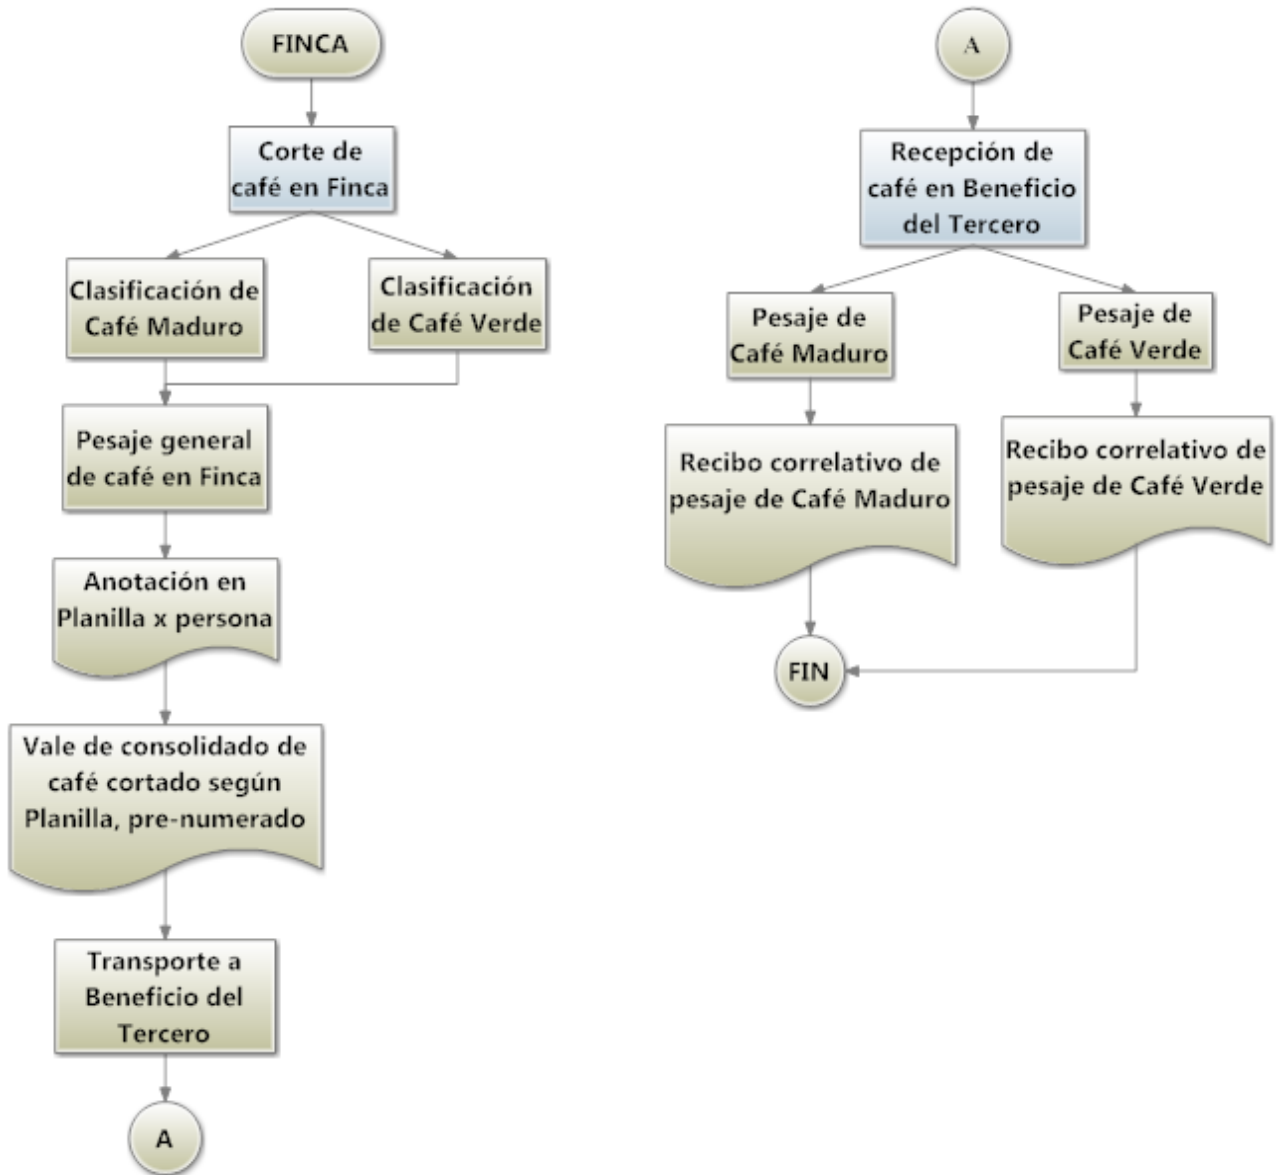 FINCA
Corte de
café en Finca
Clasificación de
Café Maduro
Clasificación
de Café Verde
Pesaje general
de café en Finca
Anotación en
Planilla x persona
Vale de consolidado de
café cortado según
Planilla, pre-numerado
Transporte a
Beneficio del
Tercero
A
A
Recepción de
café en Beneficio
del Tercero
Pesaje de
Café Maduro
Pesaje de
Café Verde
Recibo correlativo de
pesaje de Café Maduro
Recibo correlativo de
pesaje de Café Verde
FIN